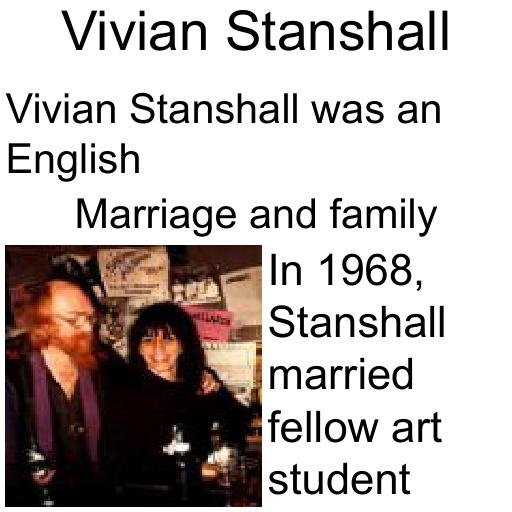 Vivian Stanshall
Vivian Stanshall was an
English
Marriage and family
In 1968,
Stanshall
married
fellow art
student